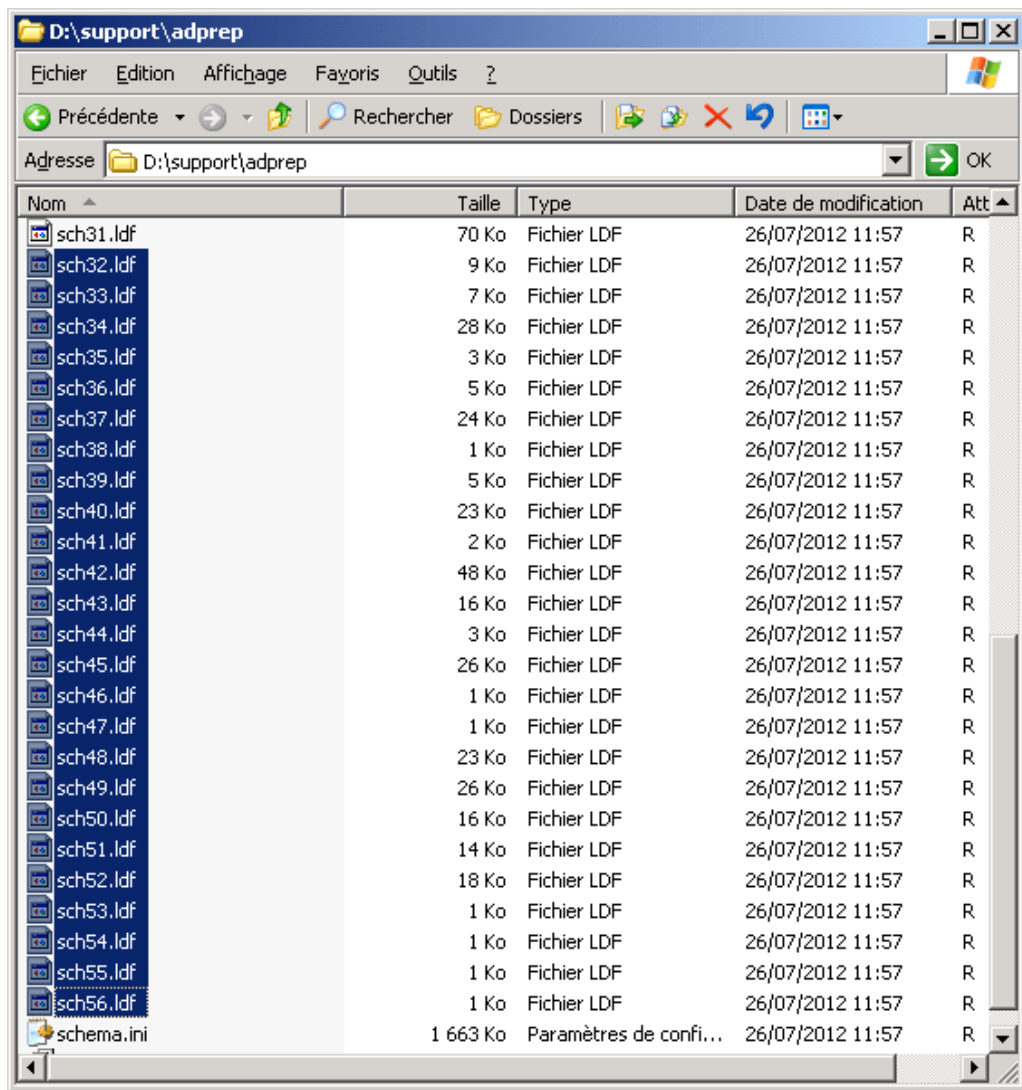 D:\support\adprep
Fichier Edition Affichage Favoris Outils ?
Précédente Rechercher Dossiers
Adresse D:\support\adprep OK
Nom Taille Type Date de modification Att
sch31.ldf 70 Ko Fichier LDF 26/07/2012 11:57 R
sch32.ldf 9 Ko Fichier LDF 26/07/2012 11:57 R
sch33.ldf 7 Ko Fichier LDF 26/07/2012 11:57 R
sch34.ldf 28 Ko Fichier LDF 26/07/2012 11:57 R
sch35.ldf 3 Ko Fichier LDF 26/07/2012 11:57 R
sch36.ldf 5 Ko Fichier LDF 26/07/2012 11:57 R
sch37.ldf 24 Ko Fichier LDF 26/07/2012 11:57 R
sch38.ldf 1 Ko Fichier LDF 26/07/2012 11:57 R
sch39.ldf 5 Ko Fichier LDF 26/07/2012 11:57 R
sch40.ldf 23 Ko Fichier LDF 26/07/2012 11:57 R
sch41.ldf 2 Ko Fichier LDF 26/07/2012 11:57 R
sch42.ldf 48 Ko Fichier LDF 26/07/2012 11:57 R
sch43.ldf 16 Ko Fichier LDF 26/07/2012 11:57 R
sch44.ldf 3 Ko Fichier LDF 26/07/2012 11:57 R
sch45.ldf 26 Ko Fichier LDF 26/07/2012 11:57 R
sch46.ldf 1 Ko Fichier LDF 26/07/2012 11:57 R
sch47.ldf 1 Ko Fichier LDF 26/07/2012 11:57 R
sch48.ldf 23 Ko Fichier LDF 26/07/2012 11:57 R
sch49.ldf 26 Ko Fichier LDF 26/07/2012 11:57 R
sch50.ldf 16 Ko Fichier LDF 26/07/2012 11:57 R
sch51.ldf 14 Ko Fichier LDF 26/07/2012 11:57 R
sch52.ldf 18 Ko Fichier LDF 26/07/2012 11:57 R
sch53.ldf 1 Ko Fichier LDF 26/07/2012 11:57 R
sch54.ldf 1 Ko Fichier LDF 26/07/2012 11:57 R
sch55.ldf 1 Ko Fichier LDF 26/07/2012 11:57 R
sch56.ldf 1 Ko Fichier LDF 26/07/2012 11:57 R
schema.ini 1 663 Ko Paramètres de confi... 26/07/2012 11:57 R